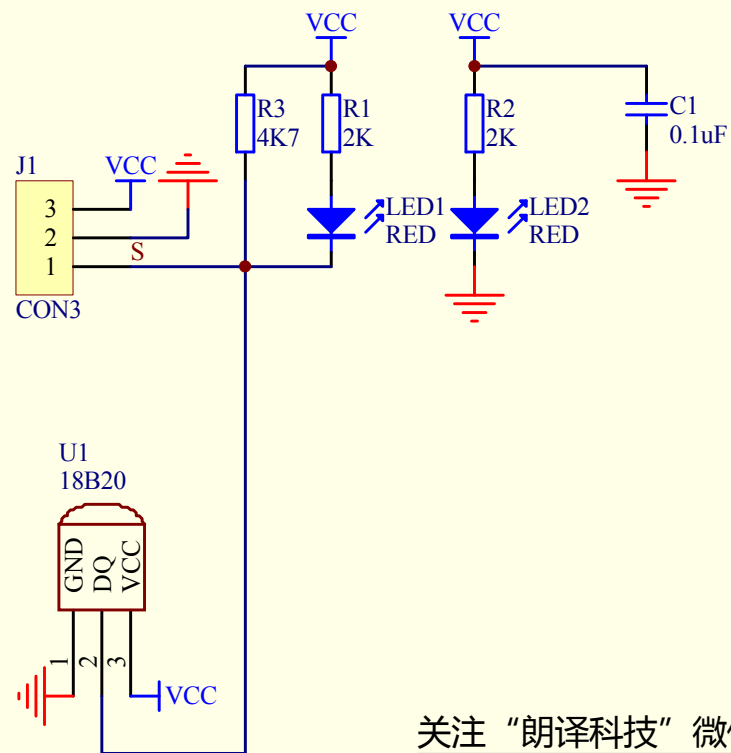 VCC
VCC
R3
4K7
R1
2K
R2
2K
C1
0.1uF
J1
VCC
3
2
1
S
CON3
LED1
RED
LED2
RED
U1
18B20
GND
DQ
VCC
1
2
3
VCC
关注“朗译科技”微